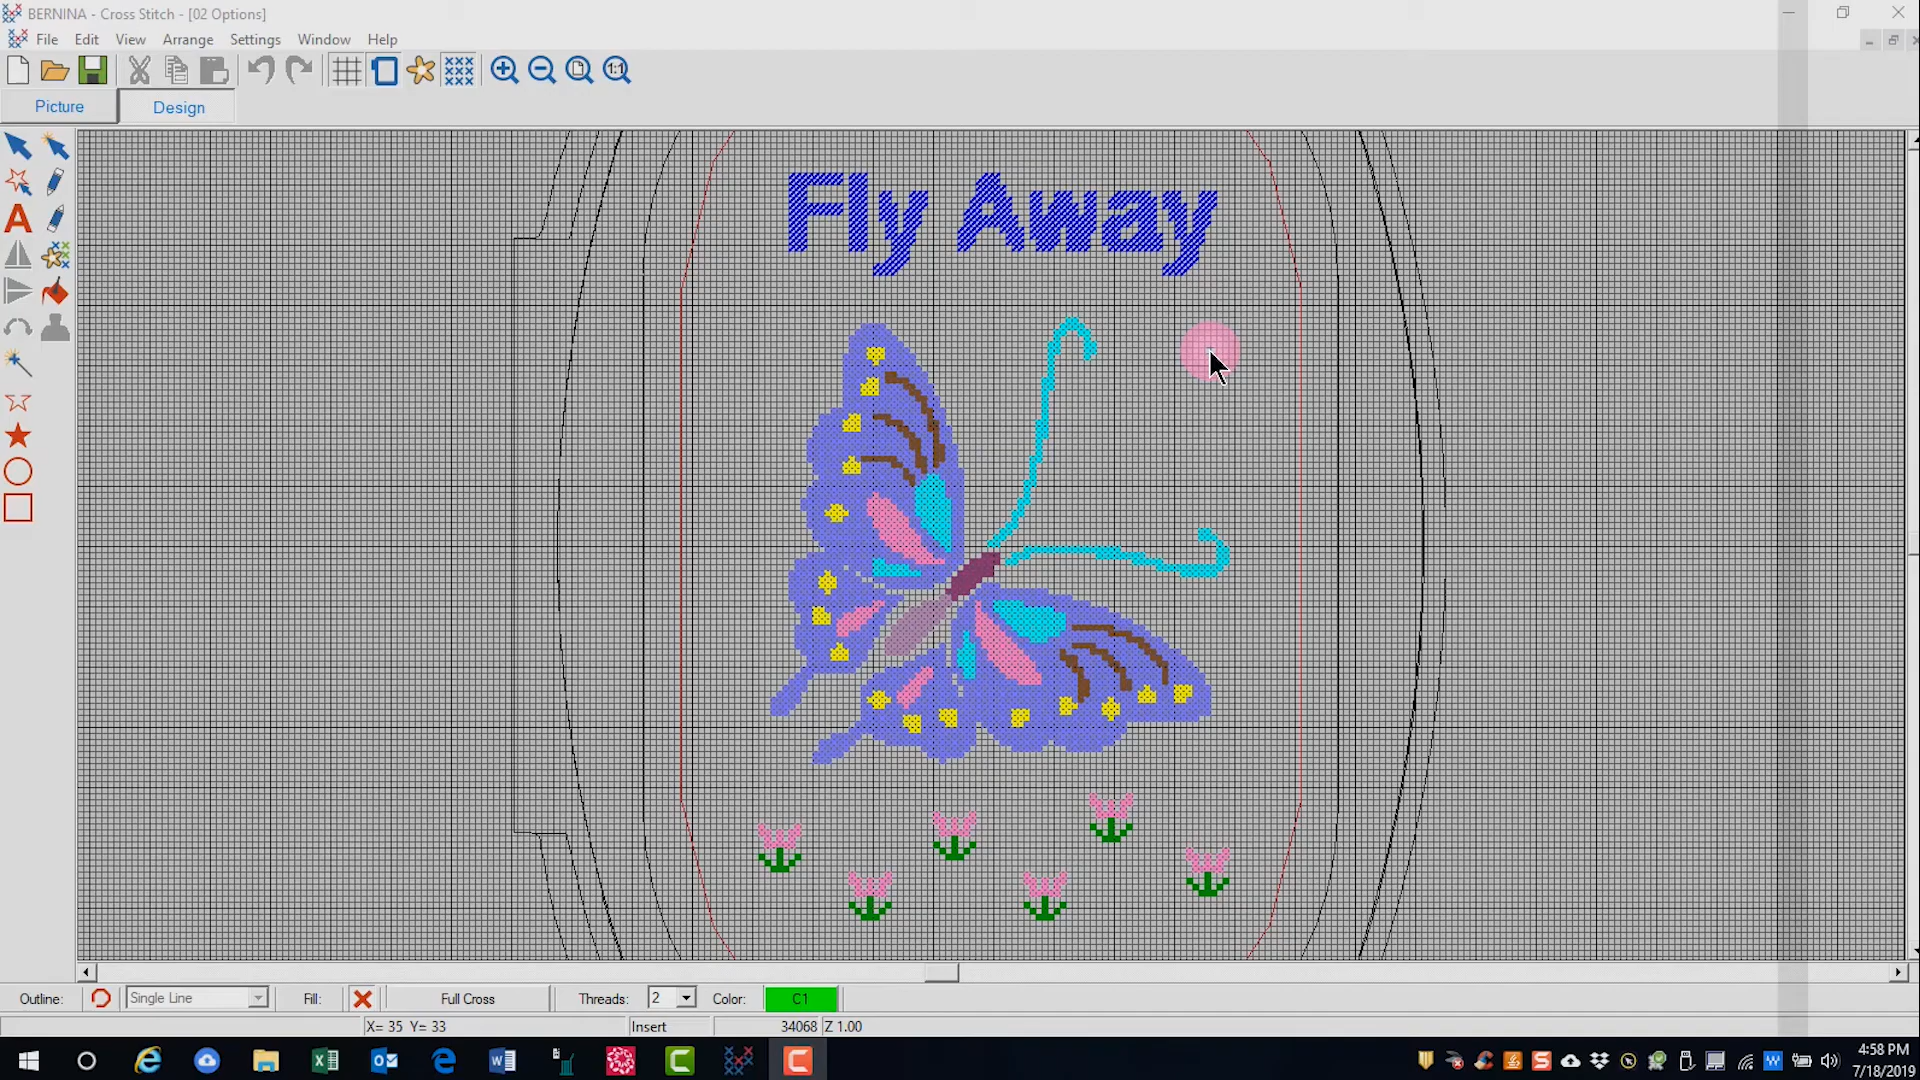 BERNINA - Cross Stitch - [02 Options]
File Edit View Arrange Settings Window Help
1:1
Picture Design
A
Fly Away
Outline: Single Line Fill: Full Cross Threads: 2 Color: C1
X= 35 Y= 33 Insert 34068 Z 1.00
4:58 PM
7/18/2019